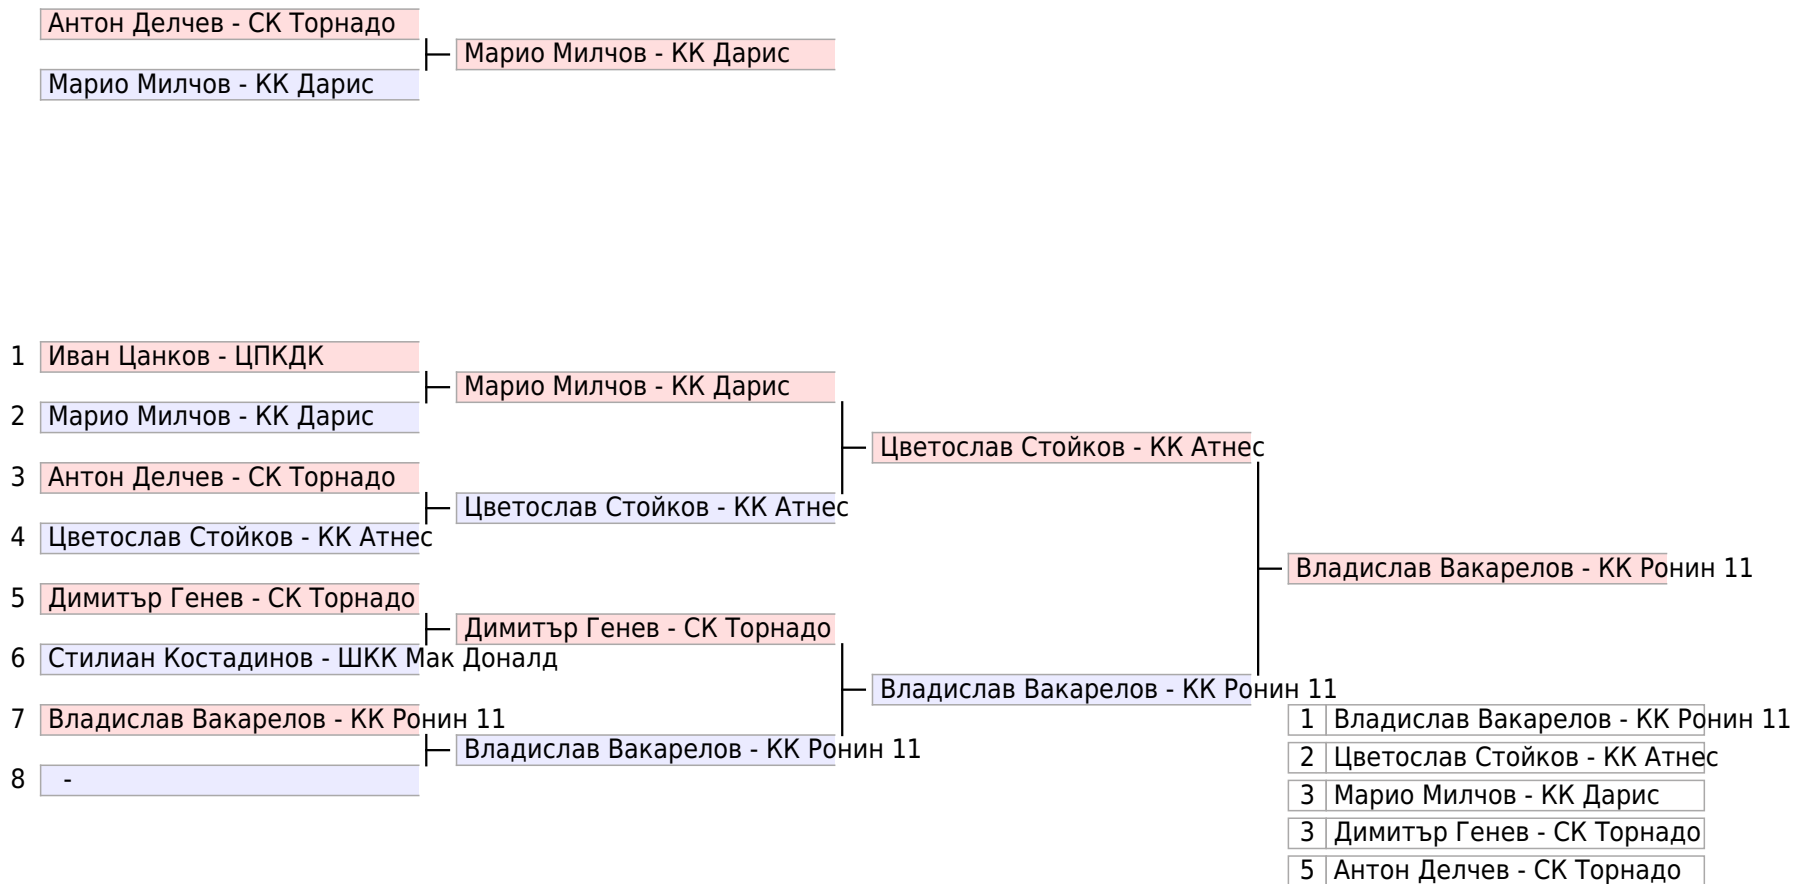 Антон Делчев - СК Торнадо
Марио Милчов - КК Дарис
Марио Милчов - КК Дарис
1 Иван Цанков - ЦПКДК
Марио Милчов - КК Дарис
2 Марио Милчов - КК Дарис
Цветослав Стойков - КК Атнес
3 Антон Делчев - СК Торнадо
Цветослав Стойков - КК Атнес
4 Цветослав Стойков - КК Атнес
Владислав Вакарелов - КК Ронин 11
5 Димитър Генев - СК Торнадо
Димитър Генев - СК Торнадо
6 Стилиан Костадинов - ШКК Мак Доналд
Владислав Вакарелов - КК Ронин 11
7 Владислав Вакарелов - КК Ронин 11
Владислав Вакарелов - КК Ронин 11
8 -
1 Владислав Вакарелов - КК Ронин 11
2 Цветослав Стойков - КК Атнес
3 Марио Милчов - КК Дарис
3 Димитър Генев - СК Торнадо
5 Антон Делчев - СК Торнадо